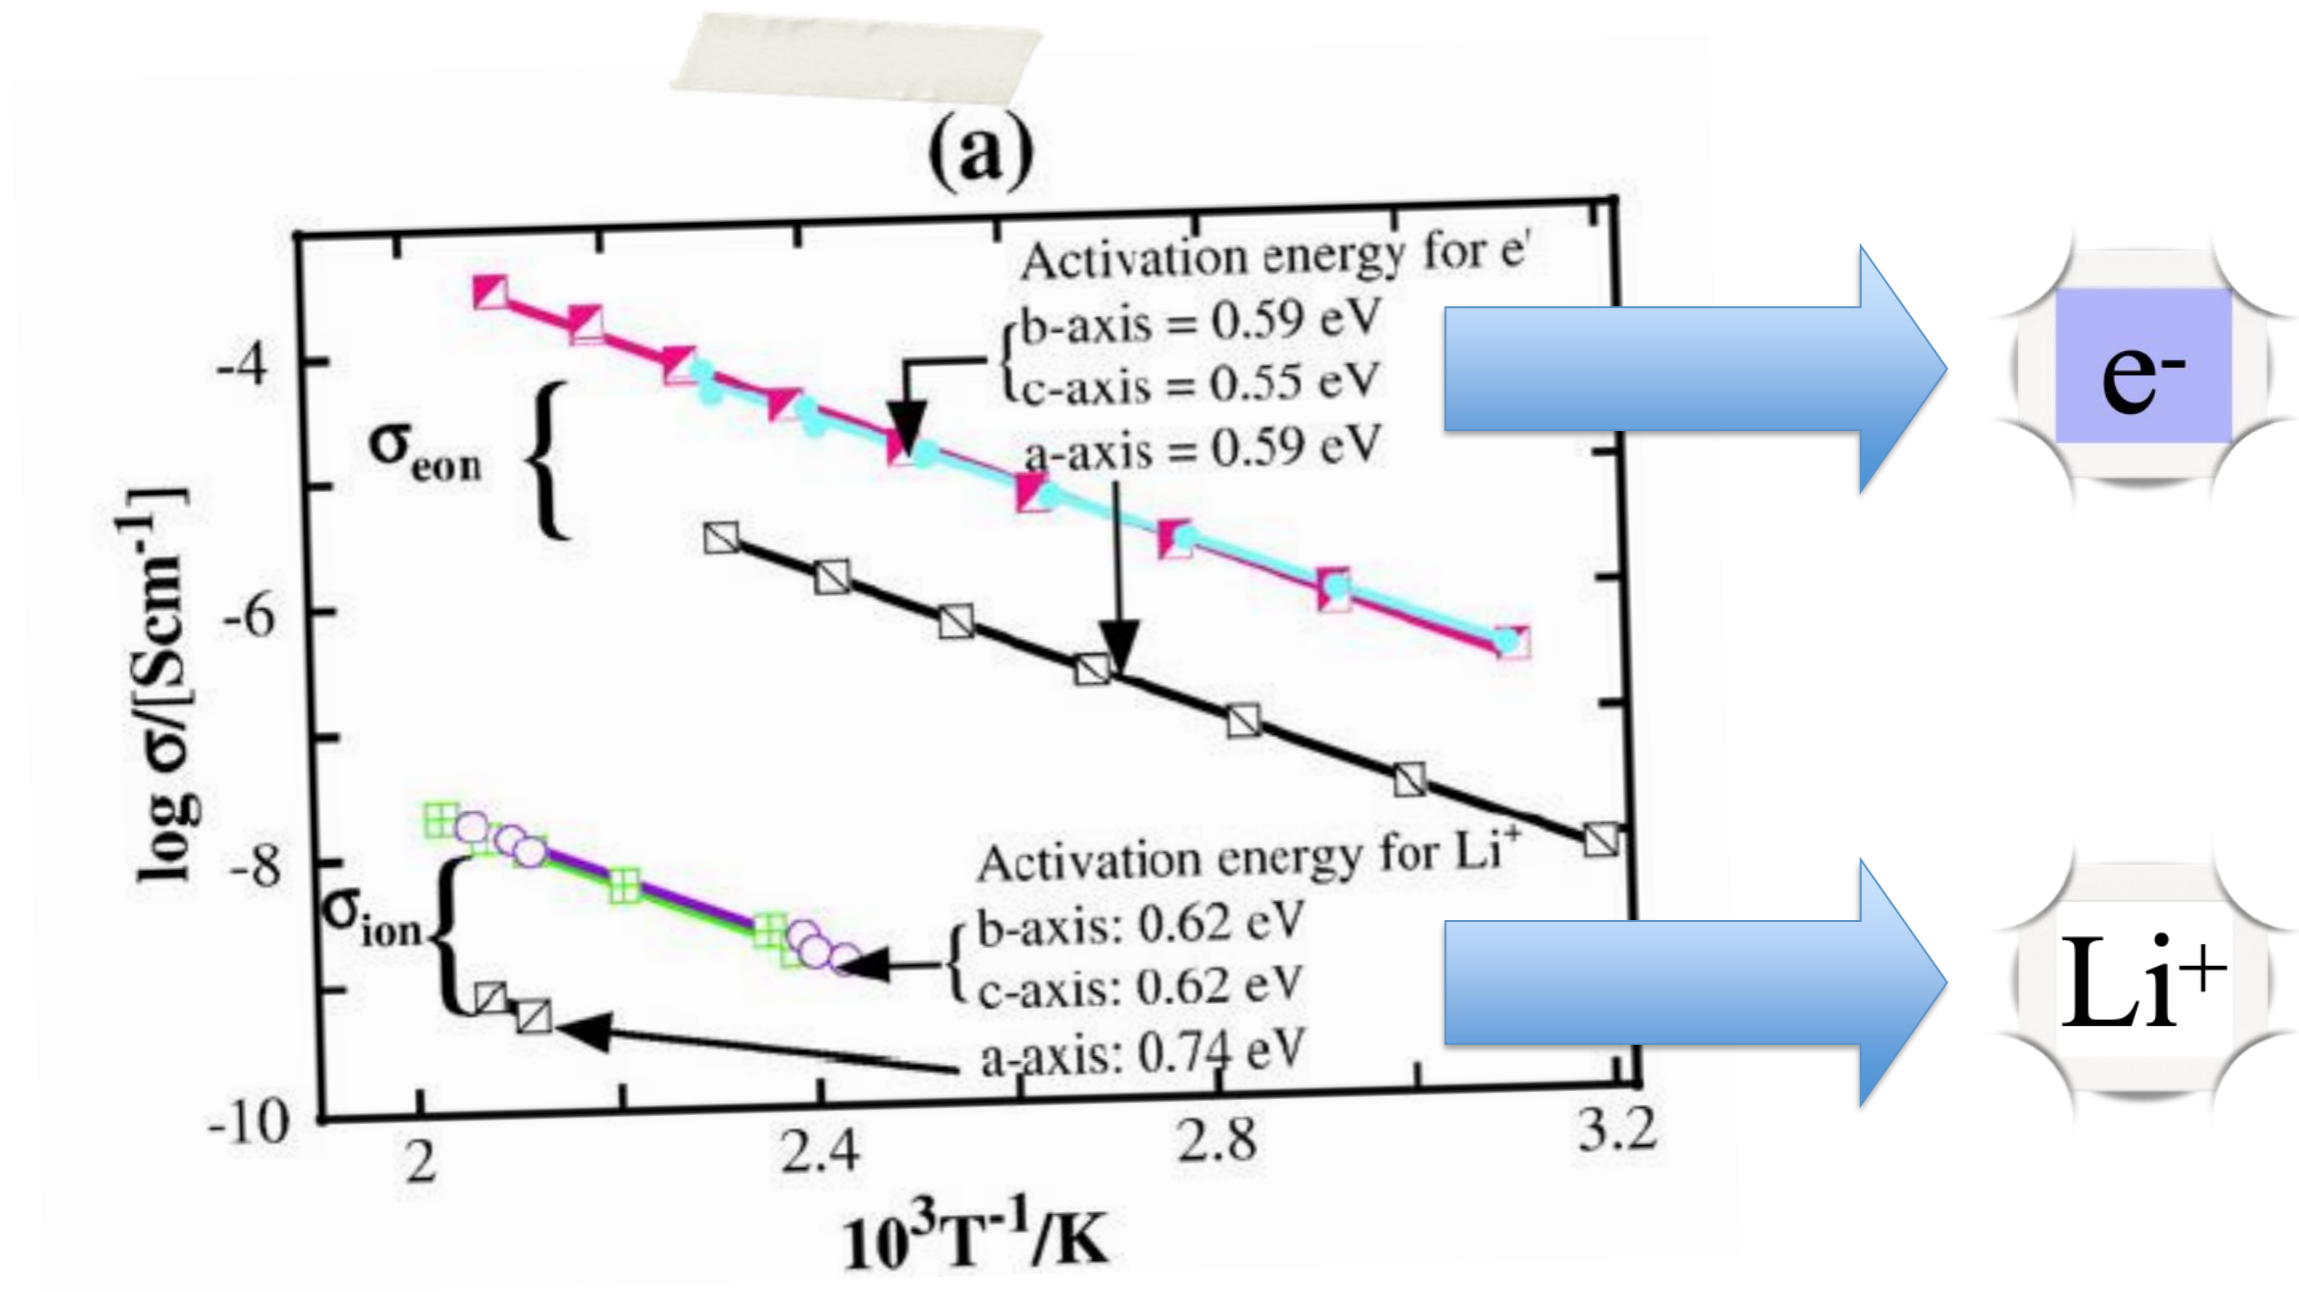 (a)
Activation energy for e'
b-axis = 0.59 eV
c-axis = 0.55 eV
a-axis = 0.59 eV
σeon
log σ/[Scm-1]
-4
-6
-8
-10
σion
Activation energy for Li+
b-axis: 0.62 eV
c-axis: 0.62 eV
a-axis: 0.74 eV
2
2.4
2.8
3.2
10³T-1/K
e-
Li+